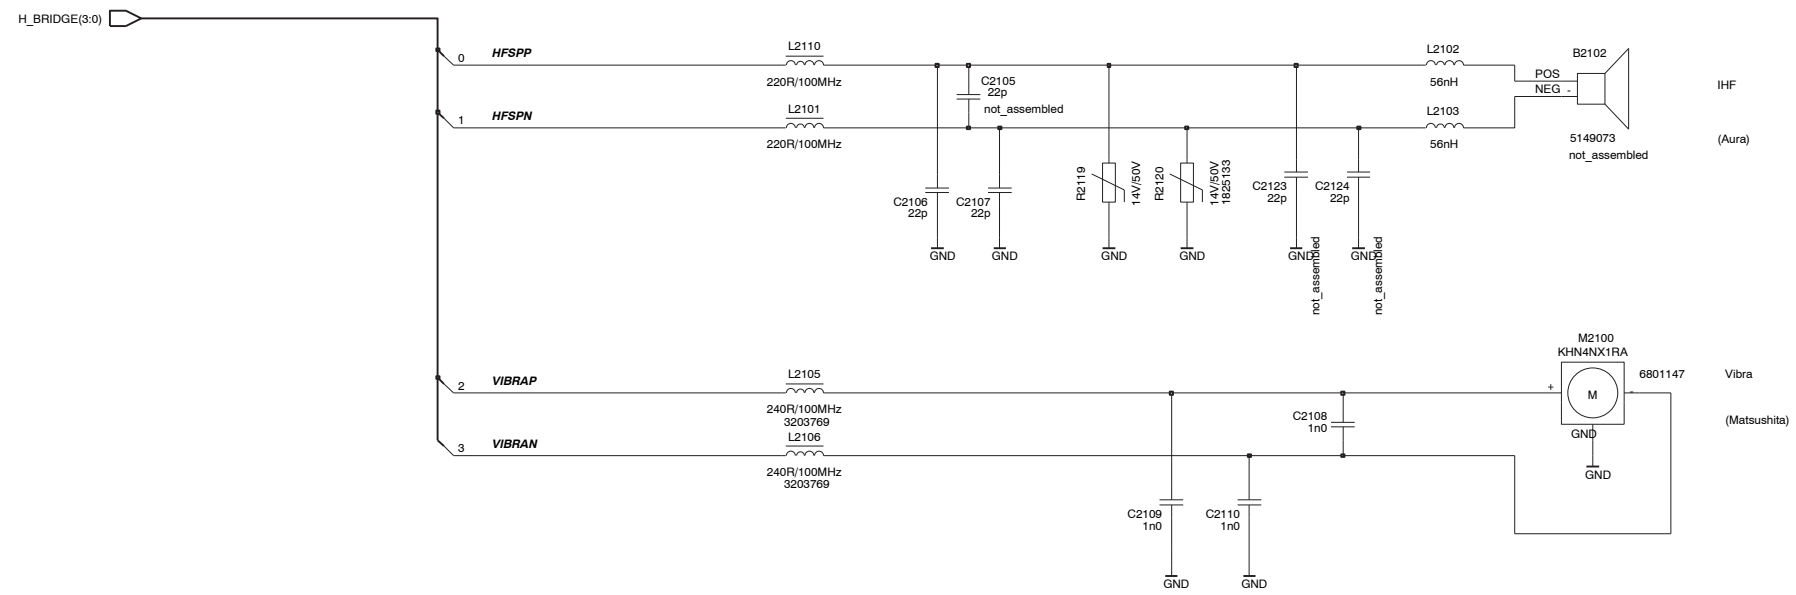 H_BRIDGE(3:0)
0
HFSPP
L2110
220R/100MHz
C2105
22p
not_assembled
L2102
56nH
B2102
POS
NEG -
IHF
1
HFSPN
L2101
220R/100MHz
L2103
56nH
5149073
not_assembled
(Aura)
C2106
22p
C2107
22p
R2119
14V/50V
R2120
14V/50V
1825133
C2123
22p
not_assembled
C2124
22p
not_assembled
GND
GND
GND
GND
GND
GND
M2100
KHN4NX1RA
2
VIBRAP
L2105
240R/100MHz
3203769
C2108
1n0
+
M
-
6801147
Vibra
(Matsushita)
GND
GND
3
VIBRAN
L2106
240R/100MHz
3203769
C2109
1n0
C2110
1n0
GND
GND